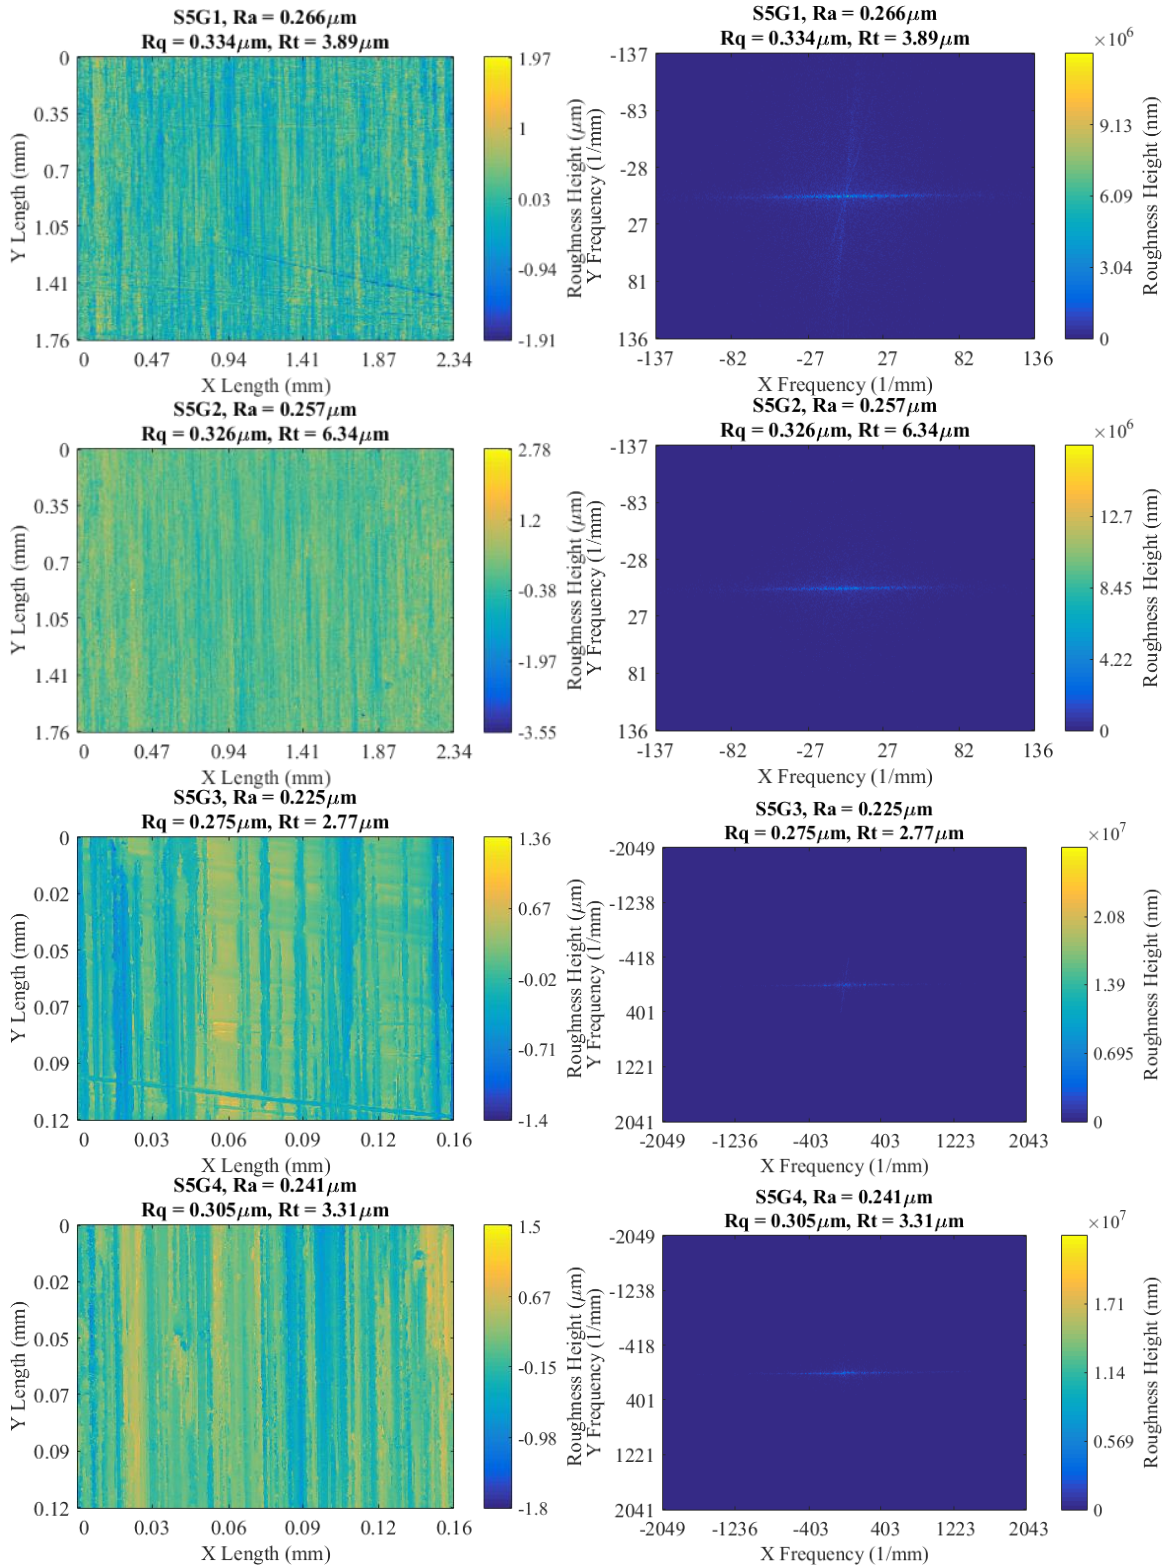 S5G1, Ra = 0.266μm
Rq = 0.334μm, Rt = 3.89μm
0
0.35
0.7
1.05
1.41
1.76
Y Length (mm)
0 0.47 0.94 1.41 1.87 2.34
X Length (mm)
1.97
1
0.03
-0.94
-1.91
Roughness Height (μm)
S5G1, Ra = 0.266μm
Rq = 0.334μm, Rt = 3.89μm
-137
-83
-28
27
81
136
Y Frequency (1/mm)
-137 -82 -27 27 82 136
X Frequency (1/mm)
×10⁶
9.13
6.09
3.04
0
Roughness Height (nm)
S5G2, Ra = 0.257μm
Rq = 0.326μm, Rt = 6.34μm
0
0.35
0.7
1.05
1.41
1.76
Y Length (mm)
0 0.47 0.94 1.41 1.87 2.34
X Length (mm)
2.78
1.2
-0.38
-1.97
-3.55
Roughness Height (μm)
S5G2, Ra = 0.257μm
Rq = 0.326μm, Rt = 6.34μm
-137
-83
-28
27
81
136
Y Frequency (1/mm)
-137 -82 -27 27 82 136
X Frequency (1/mm)
×10⁶
12.7
8.45
4.22
0
Roughness Height (nm)
S5G3, Ra = 0.225μm
Rq = 0.275μm, Rt = 2.77μm
0
0.02
0.05
0.07
0.09
0.12
Y Length (mm)
0 0.03 0.06 0.09 0.12 0.16
X Length (mm)
1.36
0.67
-0.02
-0.71
-1.4
Roughness Height (μm)
S5G3, Ra = 0.225μm
Rq = 0.275μm, Rt = 2.77μm
-2049
-1238
-418
401
1221
2041
Y Frequency (1/mm)
-2049 -1236 -403 403 1223 2043
X Frequency (1/mm)
×10⁷
2.08
1.39
0.695
0
Roughness Height (nm)
S5G4, Ra = 0.241μm
Rq = 0.305μm, Rt = 3.31μm
0
0.02
0.05
0.07
0.09
0.12
Y Length (mm)
0 0.03 0.06 0.09 0.12 0.16
X Length (mm)
1.5
0.67
-0.15
-0.98
-1.8
Roughness Height (μm)
S5G4, Ra = 0.241μm
Rq = 0.305μm, Rt = 3.31μm
-2049
-1238
-418
401
1221
2041
Y Frequency (1/mm)
-2049 -1236 -403 403 1223 2043
X Frequency (1/mm)
×10⁷
1.71
1.14
0.569
0
Roughness Height (nm)